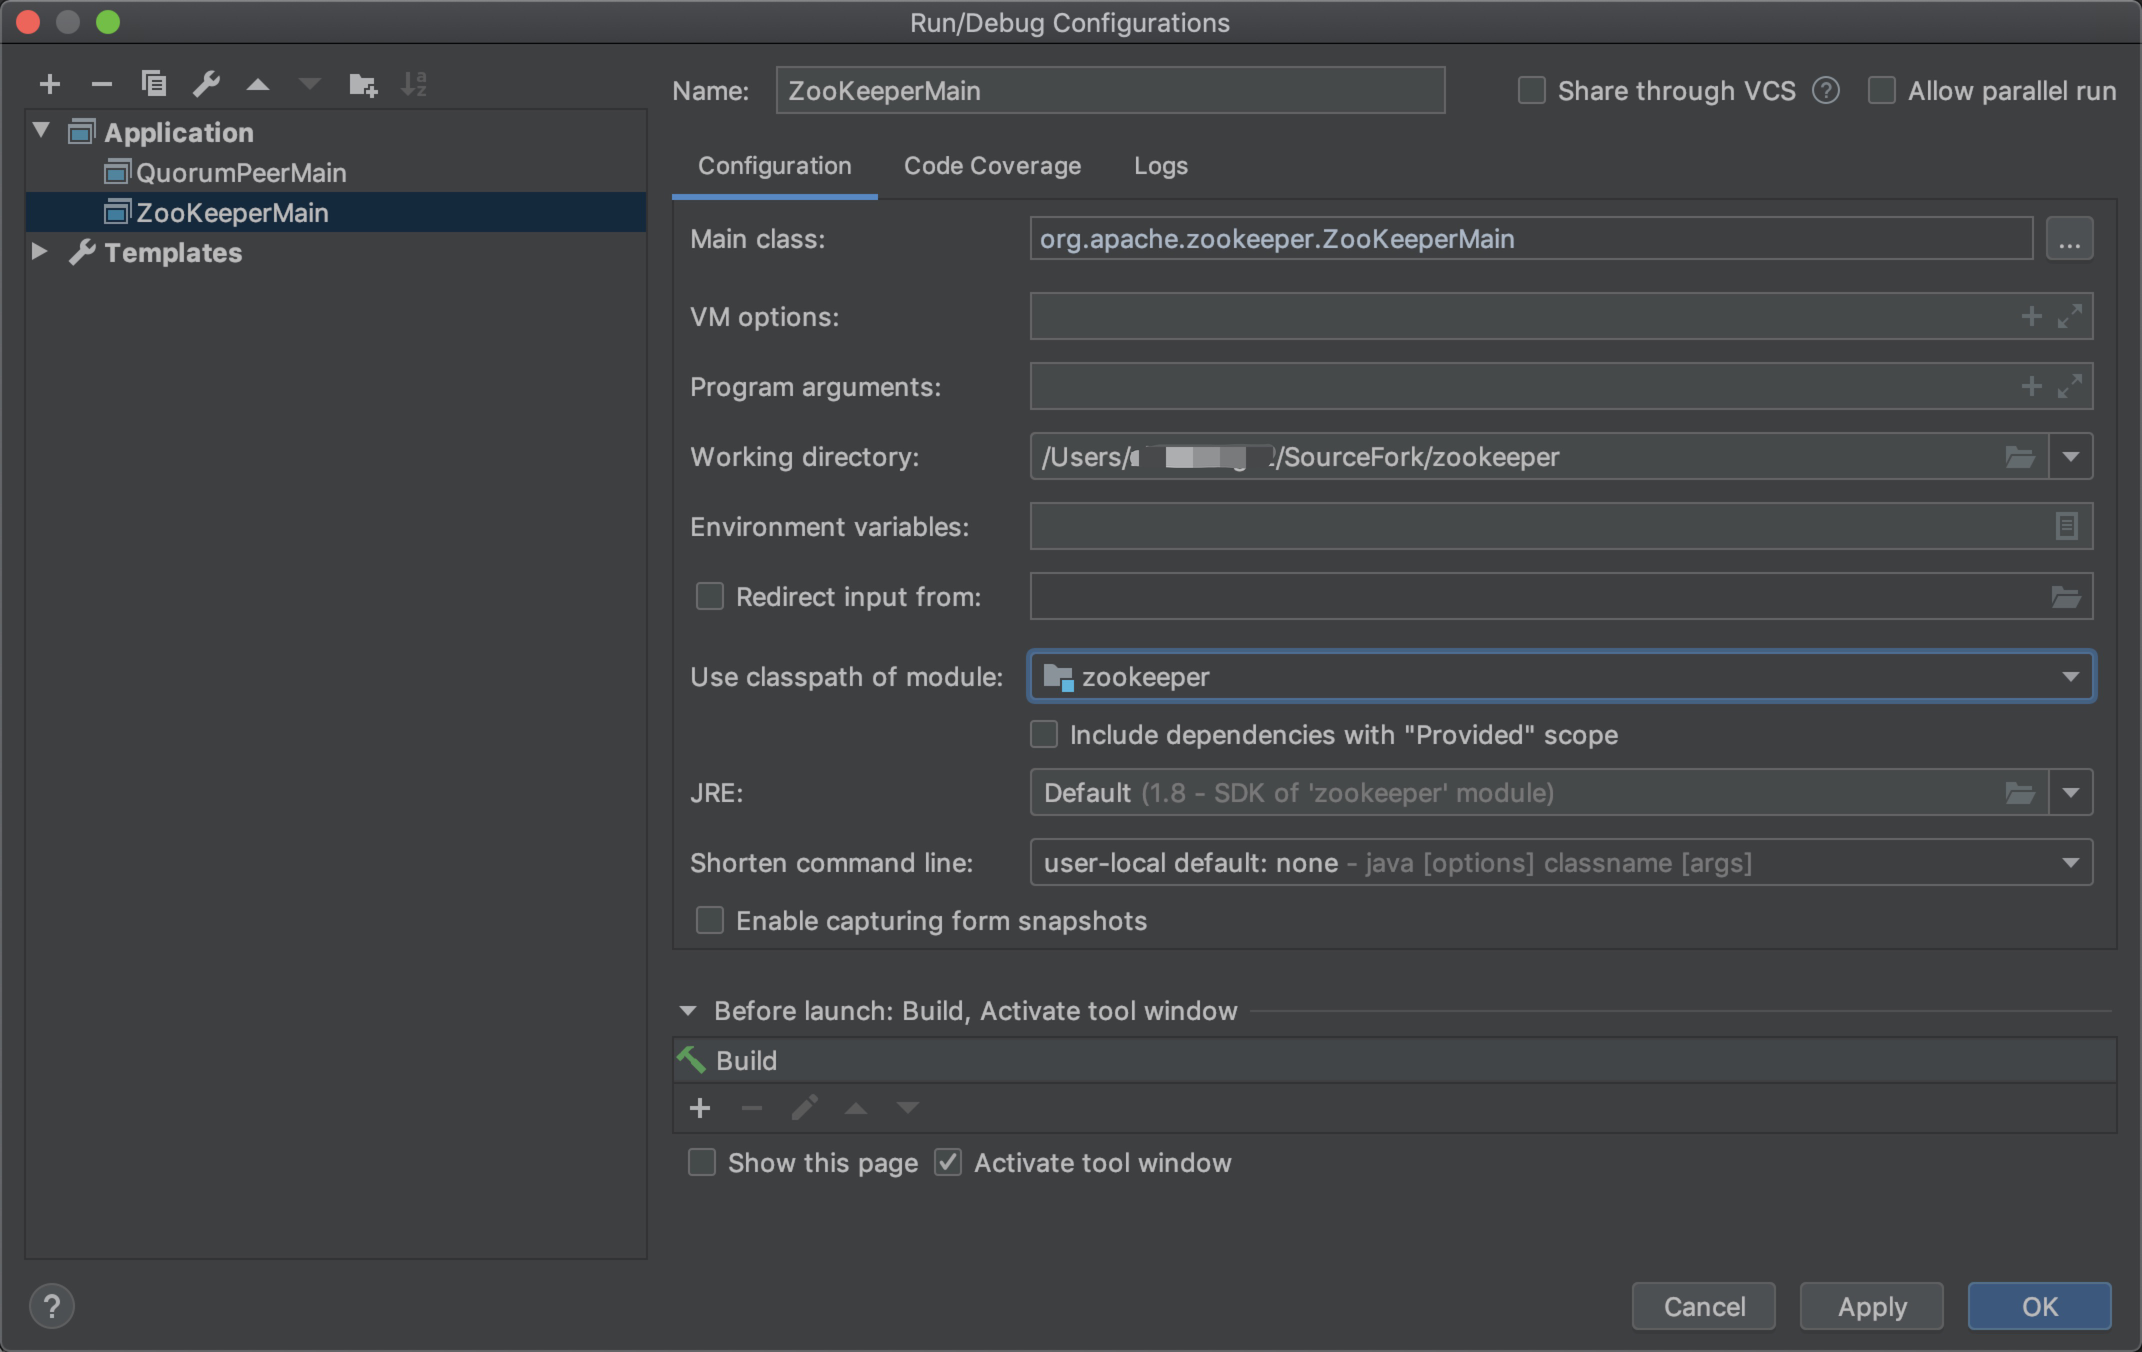 Run/Debug Configurations
Name: ZooKeeperMain Share through VCS ? Allow parallel run
Application
QuorumPeerMain
ZooKeeperMain
Templates
Configuration Code Coverage Logs
Main class: org.apache.zookeeper.ZooKeeperMain ...
VM options:
Program arguments:
Working directory: /Users/ /SourceFork/zookeeper
Environment variables:
Redirect input from:
Use classpath of module: zookeeper
Include dependencies with "Provided" scope
JRE: Default (1.8 - SDK of 'zookeeper' module)
Shorten command line: user-local default: none - java [options] classname [args]
Enable capturing form snapshots
Before launch: Build, Activate tool window
Build
Show this page Activate tool window
? Cancel Apply OK